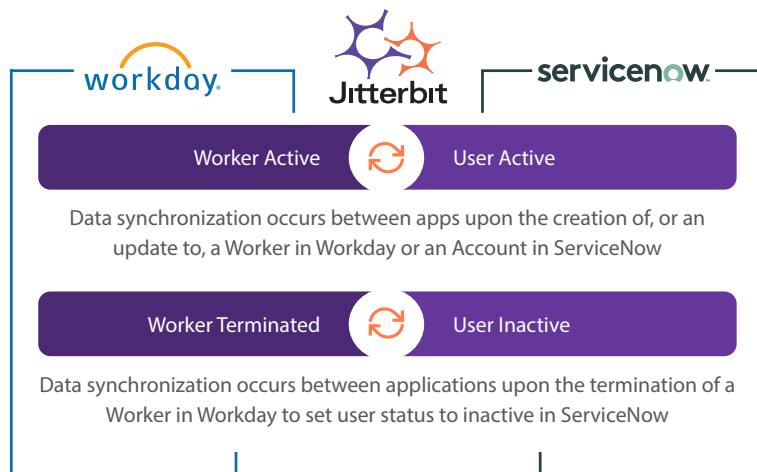 workday.
Jitterbit
servicenow
Worker Active
User Active
Data synchronization occurs between apps upon the creation of, or an
update to, a Worker in Workday or an Account in ServiceNow
Worker Terminated
User Inactive
Data synchronization occurs between applications upon the termination of a
Worker in Workday to set user status to inactive in ServiceNow